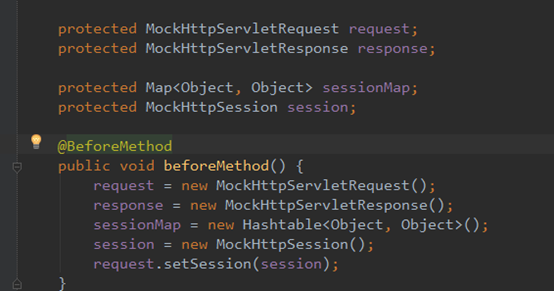 protected MockHttpServletRequest request;
protected MockHttpServletResponse response;
protected Map<Object, Object> sessionMap;
protected MockHttpSession session;
@BeforeMethod
public void beforeMethod() {
request = new MockHttpServletRequest();
response = new MockHttpServletResponse();
sessionMap = new Hashtable<Object, Object>();
session = new MockHttpSession();
request.setSession(session);
}